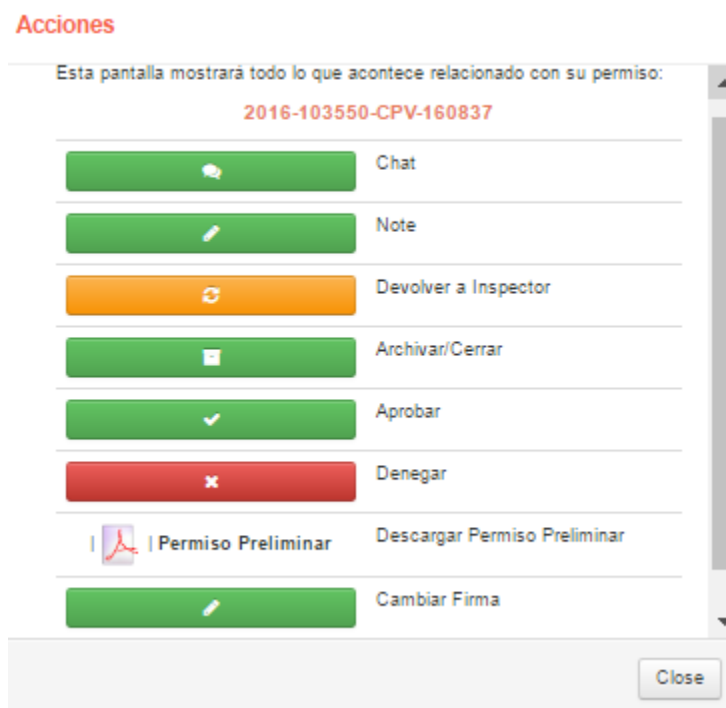 Acciones
Esta pantalla mostrará todo lo que acontece relacionado con su permiso:
2016-103550-CPV-160837
Chat
Note
Devolver a Inspector
Archivar/Cerrar
Aprobar
Denegar
| | Permiso Preliminar Descargar Permiso Preliminar
Cambiar Firma
Close